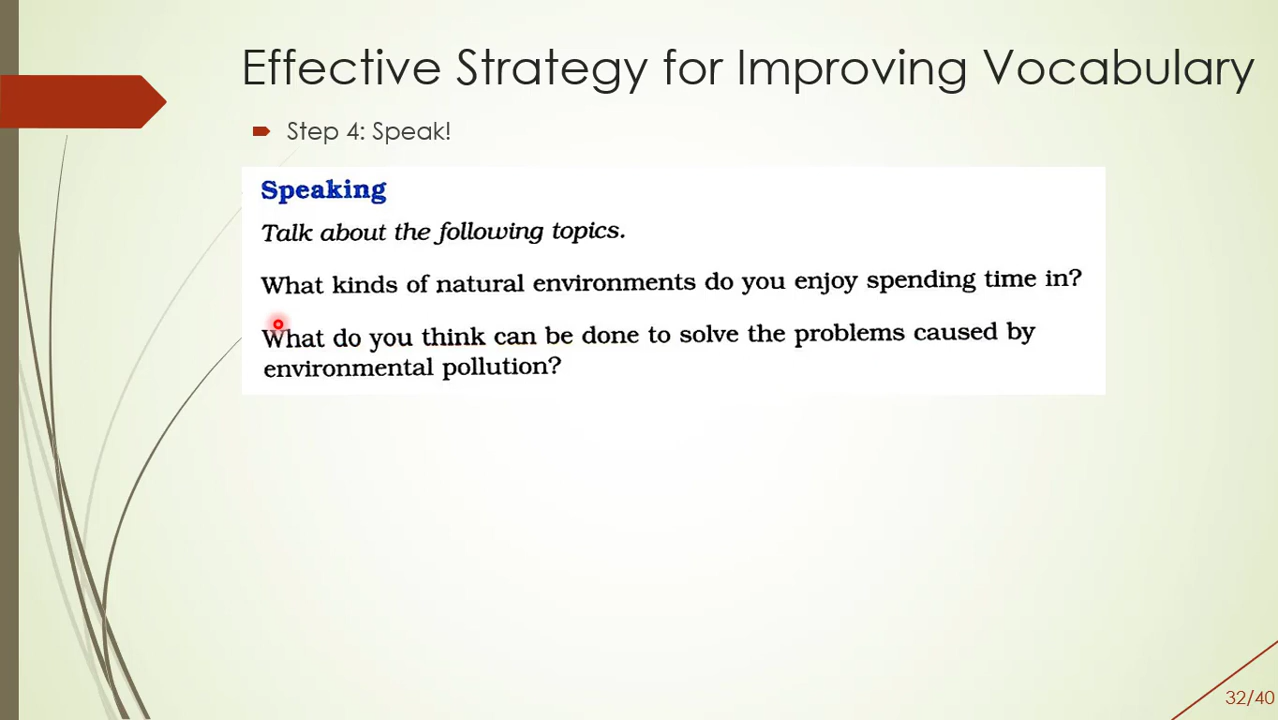 Effective Strategy for Improving Vocabulary
Step 4: Speak!
Speaking
Talk about the following topics.
What kinds of natural environments do you enjoy spending time in?
What do you think can be done to solve the problems caused by
environmental pollution?
32/40